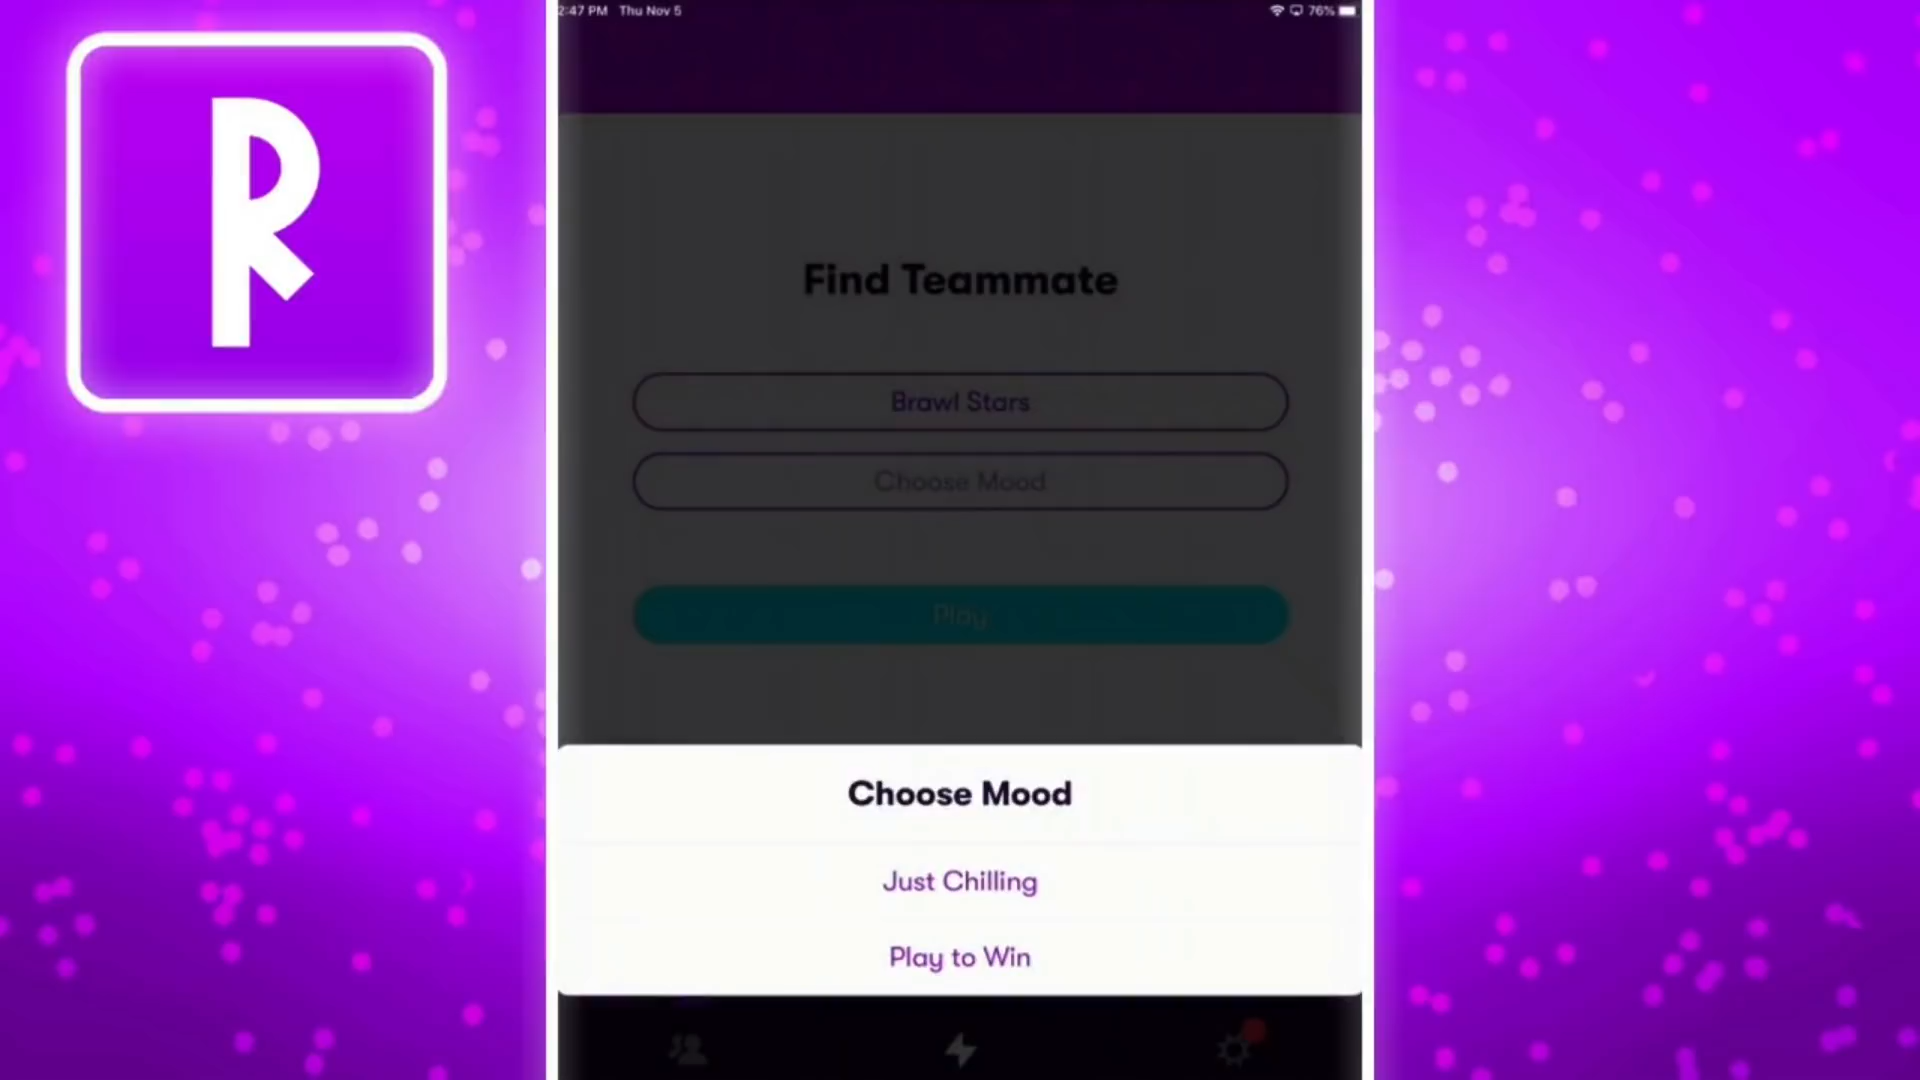 R
2:47 PM Thu Nov 5
76%
Find Teammate
Brawl Stars
Choose Mood
Play
Choose Mood
Just Chilling
Play to Win